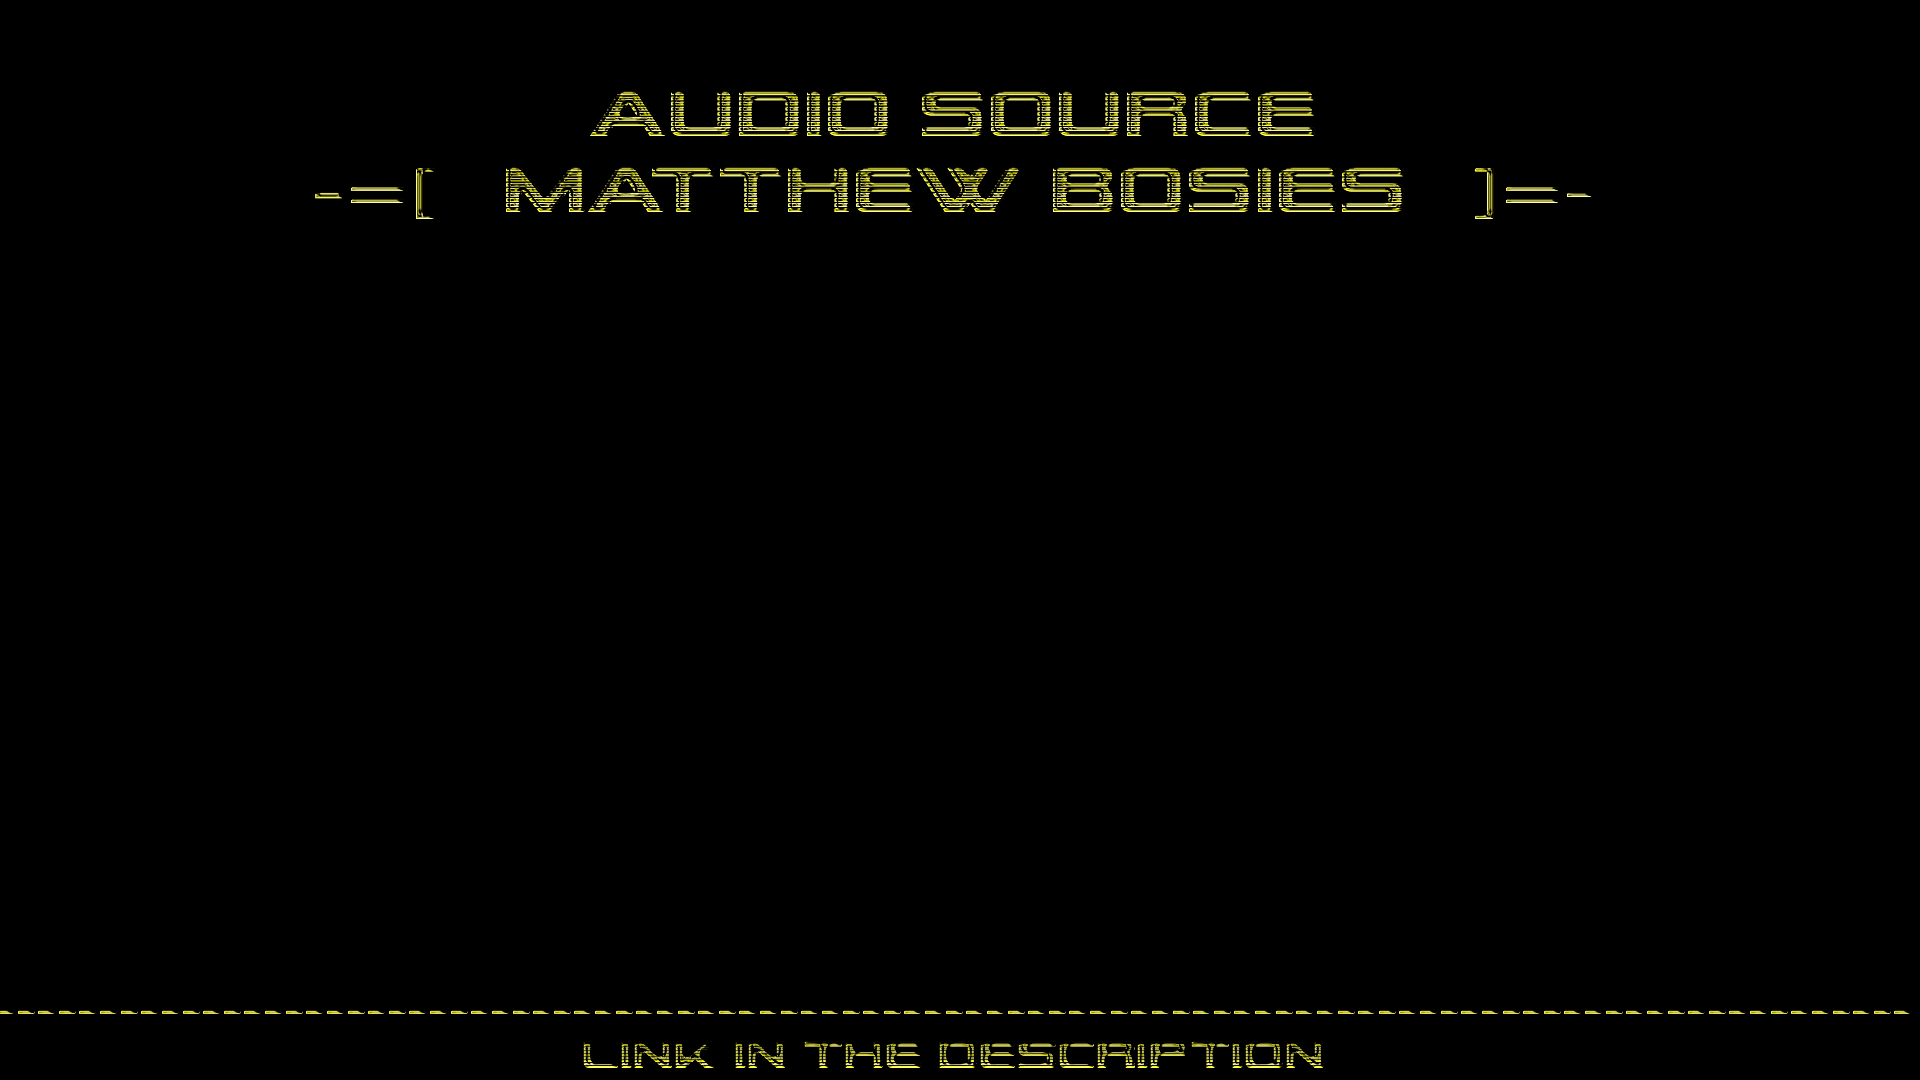 AUDIO SOURCE
-=[ MATTHEW BOSIES ]=-
LINK IN THE DESCRIPTION